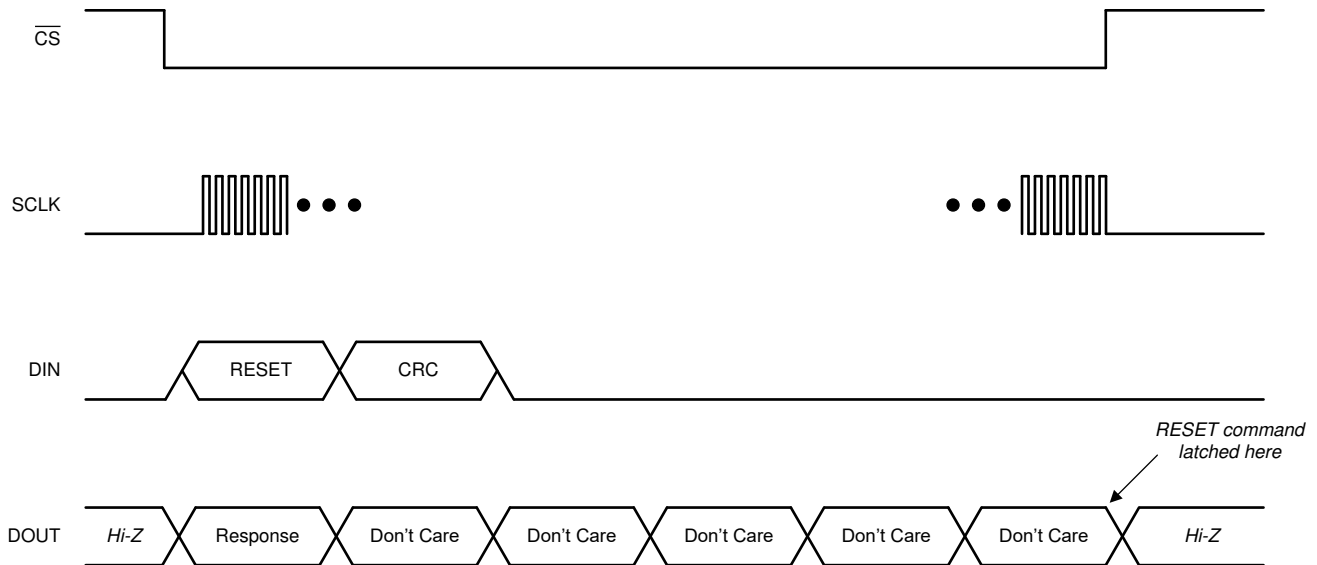 CS
SCLK
DIN
RESET
CRC
RESET command
latched here
DOUT
Hi-Z
Response
Don't Care
Don't Care
Don't Care
Don't Care
Don't Care
Hi-Z